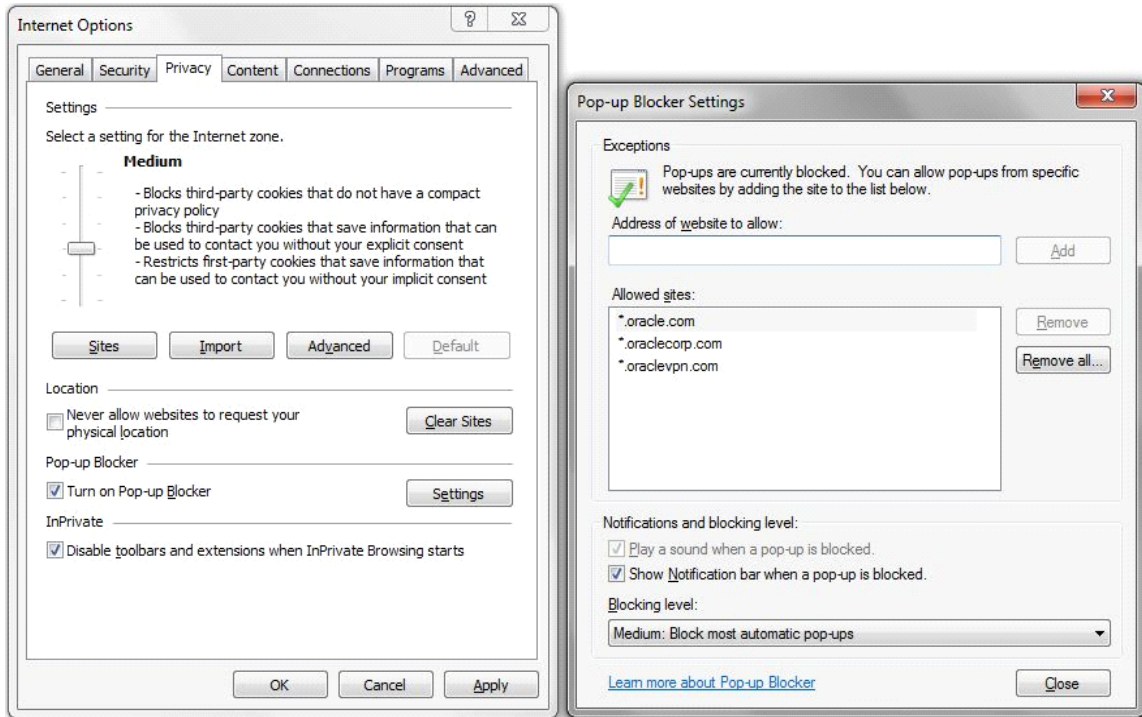 Internet Options
General Security Privacy Content Connections Programs Advanced
Settings
Select a setting for the Internet zone.
Medium
- Blocks third-party cookies that do not have a compact
privacy policy
- Blocks third-party cookies that save information that can
be used to contact you without your explicit consent
- Restricts first-party cookies that save information that
can be used to contact you without your implicit consent
Sites Import Advanced Default
Location
Never allow websites to request your
physical location
Clear Sites
Pop-up Blocker
Turn on Pop-up Blocker
Settings
InPrivate
Disable toolbars and extensions when InPrivate Browsing starts
OK Cancel Apply
Pop-up Blocker Settings
Exceptions
Pop-ups are currently blocked. You can allow pop-ups from specific
websites by adding the site to the list below.
Address of website to allow:
Add
Allowed sites:
*.oracle.com
*.oraclecorp.com
*.oraclevpn.com
Remove
Remove all...
Notifications and blocking level:
Play a sound when a pop-up is blocked.
Show Notification bar when a pop-up is blocked.
Blocking level:
Medium: Block most automatic pop-ups
Learn more about Pop-up Blocker
Close